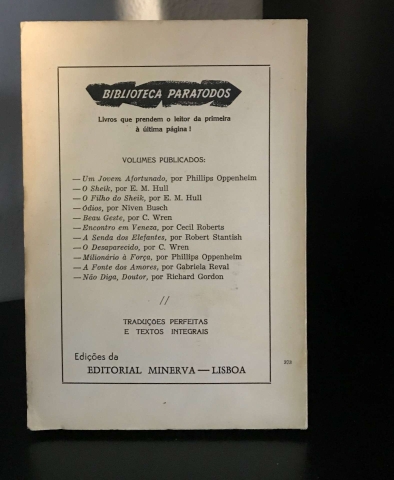 BIBLIOTECA PARATODOS
Livros que prendem o leitor da primeira
à última página!
VOLUMES PUBLICADOS:
— Um Jovem Afortunado, por Phillips Oppenheim
— O Sheik, por E. M. Hull
— O Filho do Sheik, por E. M. Hull
— Ódios, por Niven Busch
— Beau Geste, por C. Wren
— Encontro em Veneza, por Cecil Roberts
— A Senda dos Elefantes, por Robert Stantish
— O Desaparecido, por C. Wren
— Milionário à Força, por Phillips Oppenheim
— A Fonte dos Amores, por Gabriela Reval
— Não Diga, Doutor, por Richard Gordon
//
TRADUÇÕES PERFEITAS
E TEXTOS INTEGRAIS
Edições da
EDITORIAL MINERVA — LISBOA